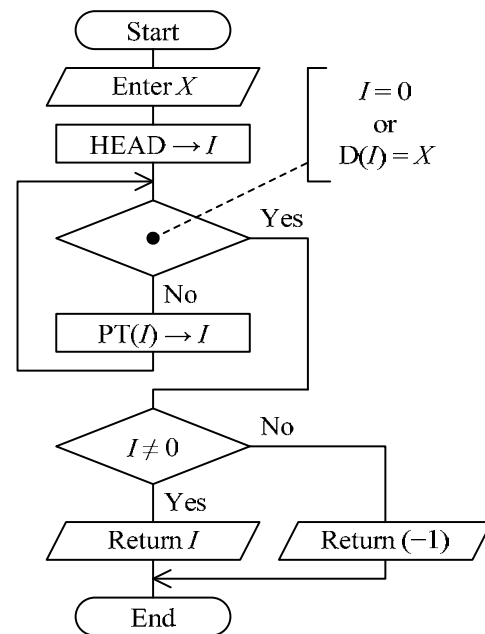 Start
Enter X
HEAD → I
I = 0
or
D(I) = X
Yes
No
PT(I) → I
I ≠ 0
No
Yes
Return I
Return (−1)
End